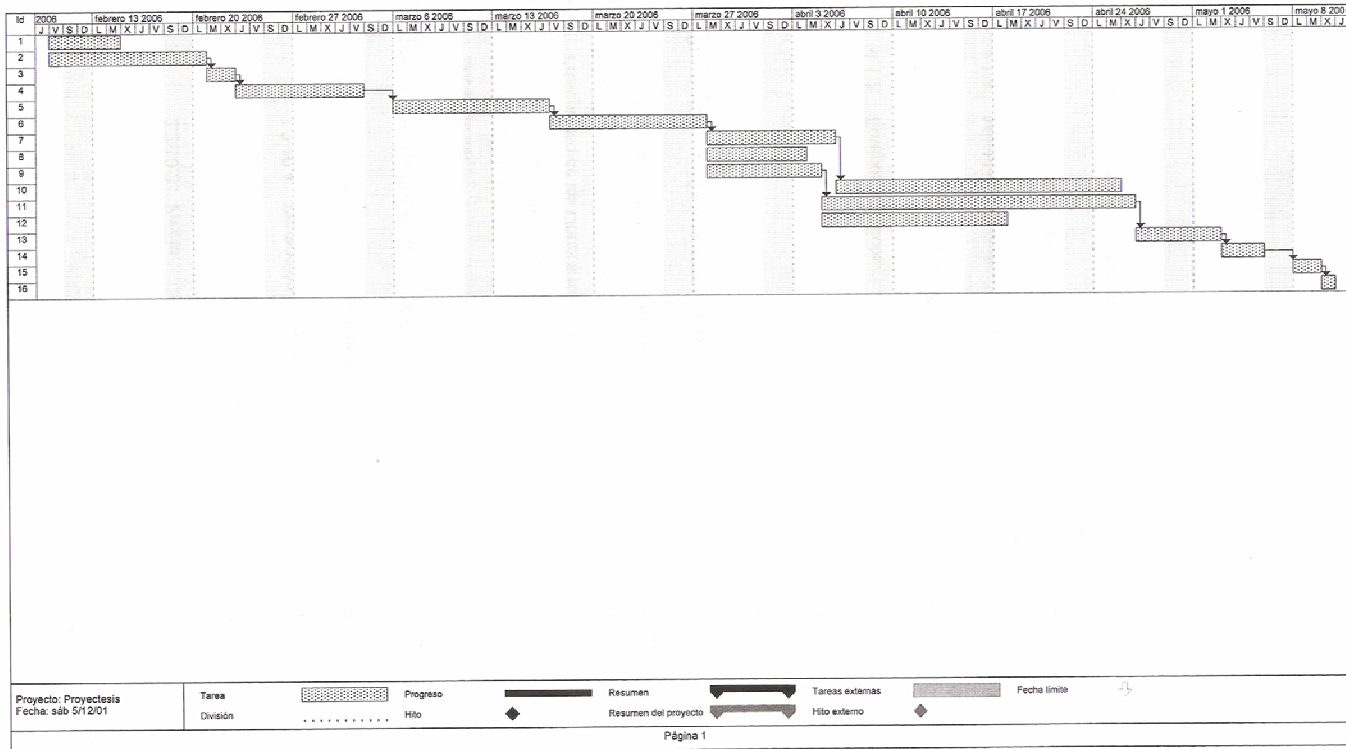 Id 2006 febrero 13 2006 febrero 20 2006 febrero 27 2006 marzo 6 2006 marzo 13 2006 marzo 20 2006 marzo 27 2006 abril 3 2006 abril 10 2006 abril 17 2006 abril 24 2006 mayo 1 2006 mayo 8 200
J V S D L M X J V S D L M X J V S D L M X J V S D L M X J V S D L M X J V S D L M X J V S D L M X J V S D L M X J V S D L M X J V S D L M X J V S D L M X J V S D L M X J V S D L M X J
1
2
3
4
5
6
7
8
9
10
11
12
13
14
15
16
Proyecto: Proyectesis
Fecha: sáb 5/12/01
Tarea Progreso Resumen Tareas externas Fecha límite
División Hito Resumen del proyecto Hito externo
Página 1